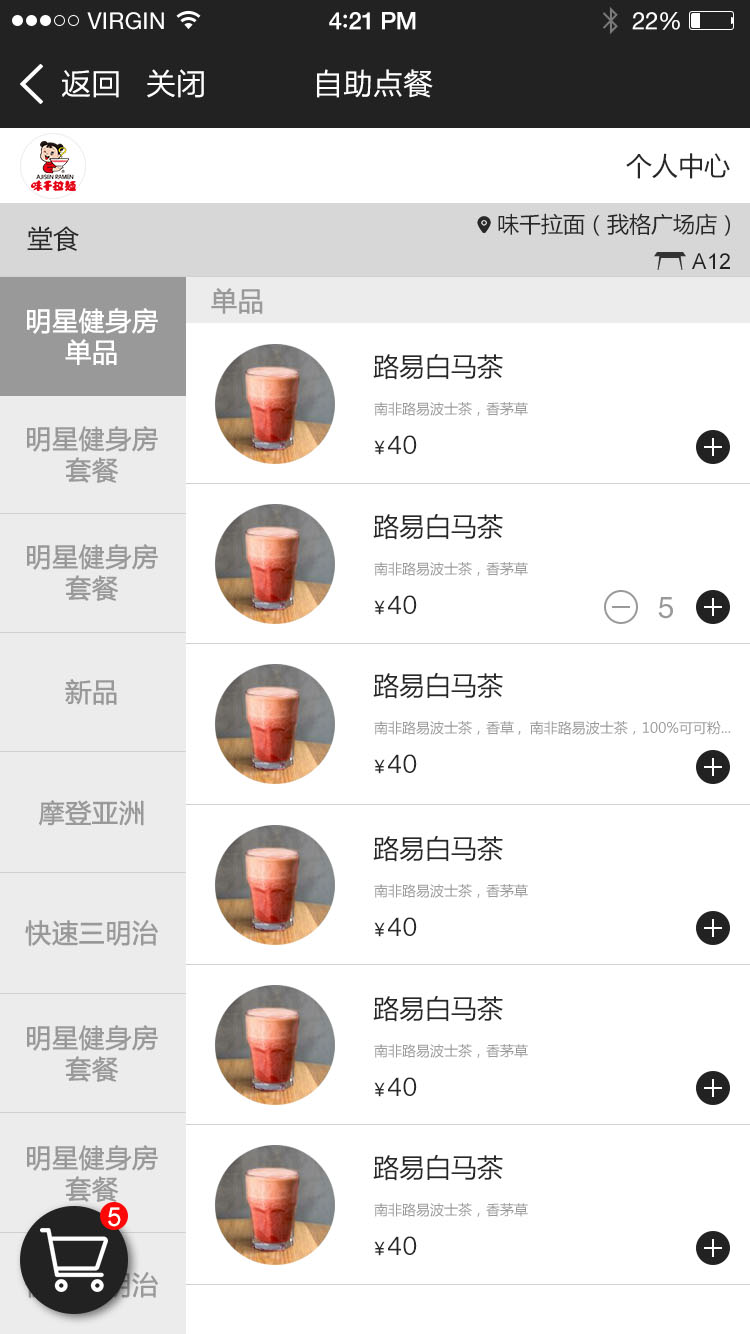 VIRGIN 4:21 PM 22%
返回 关闭 自助点餐
AJISEN RAMEN
味千拉麺
个人中心
堂食
味千拉面 ( 我格广场店 )
A12
明星健身房
单品
明星健身房
套餐
明星健身房
套餐
新品
摩登亚洲
快速三明治
明星健身房
套餐
明星健身房
套餐
5
明治
单品
路易白马茶
南非路易波士茶，香茅草
¥40
路易白马茶
南非路易波士茶，香茅草
¥40
5
路易白马茶
南非路易波士茶，香草，南非路易波士茶，100%可可粉...
¥40
路易白马茶
南非路易波士茶，香茅草
¥40
路易白马茶
南非路易波士茶，香茅草
¥40
路易白马茶
南非路易波士茶，香茅草
¥40